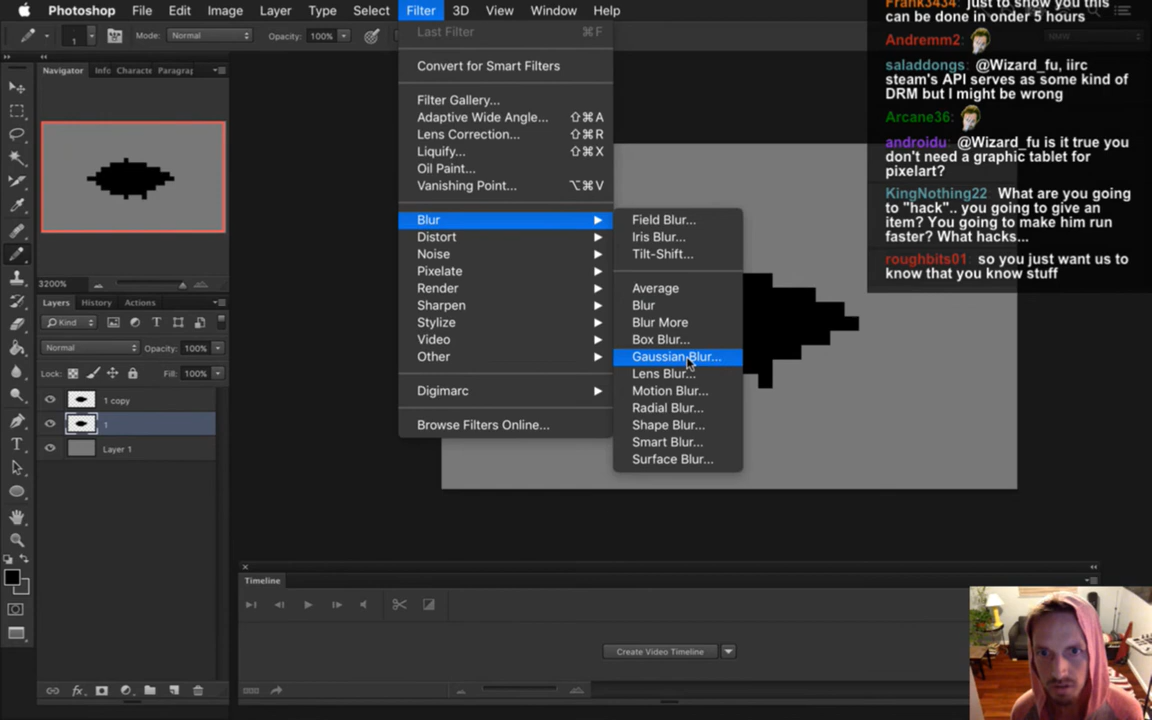 Photoshop File Edit Image Layer Type Select Filter 3D View Window Help
1 Mode: Normal Opacity: 100%
Last Filter ⌘F
Convert for Smart Filters
Filter Gallery...
Adaptive Wide Angle... ⇧⌘A
Lens Correction... ⇧⌘R
Liquify... ⇧⌘X
Oil Paint...
Vanishing Point... ⌥⌘V
Blur
Distort
Noise
Pixelate
Render
Sharpen
Stylize
Video
Other
Digimarc
Browse Filters Online...
Field Blur...
Iris Blur...
Tilt-Shift...
Average
Blur
Blur More
Box Blur...
Gaussian Blur...
Lens Blur...
Motion Blur...
Radial Blur...
Shape Blur...
Smart Blur...
Surface Blur...
Navigator Info Characte Paragraj
3200%
Layers History Actions
Kind
Normal Opacity: 100%
Lock: Fill: 100%
1 copy
1
Layer 1
Timeline
Create Video Timeline
Frank3434: just to show you this
can be done in onder 5 hours
Andremm2:
saladdongs: @Wizard_fu, iirc
steam's API serves as some kind of
DRM but I might be wrong
Arcane36:
androidu: @Wizard_fu is it true you
don't need a graphic tablet for
pixelart?
KingNothing22 What are you going
to "hack".. you going to give an
item? You going to make him run
faster? What hacks...
roughbits01: so you just want us to
know that you know stuff